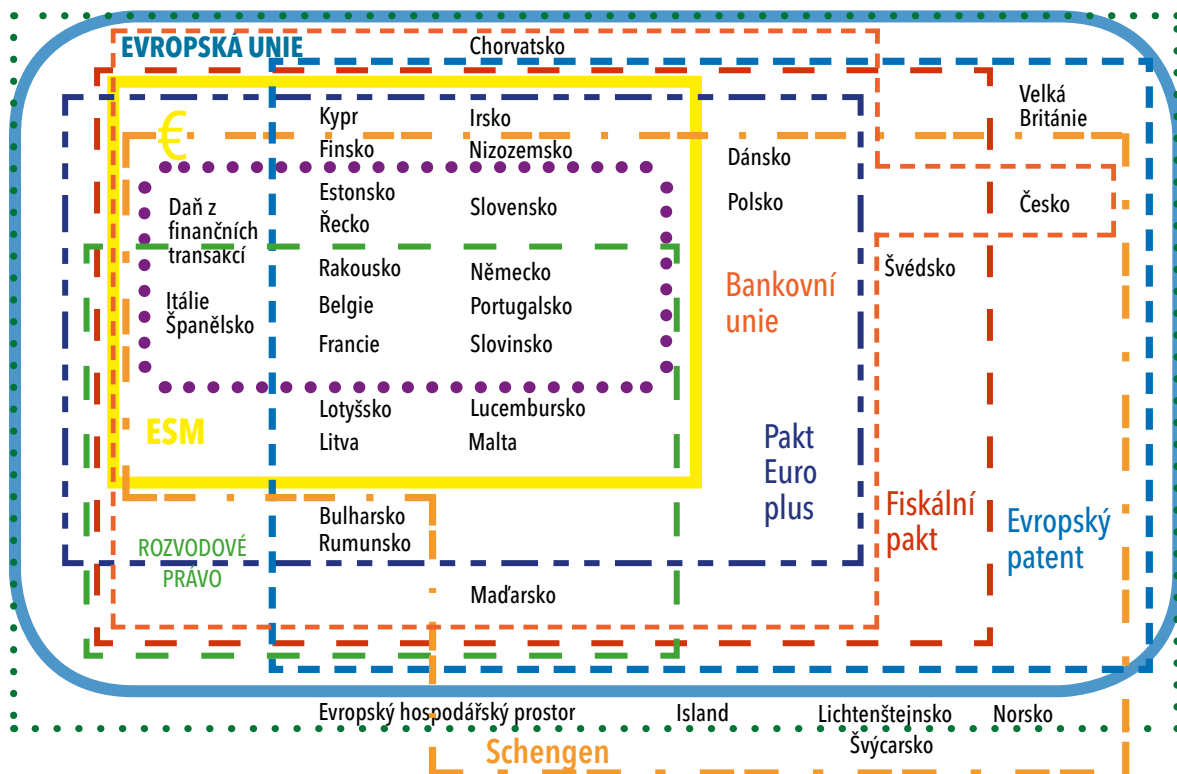 EVROPSKÁ UNIE
Chorvatsko
Velká
Británie
€
Kypr
Irsko
Finsko
Nizozemsko
Dánsko
Estonsko
Slovensko
Polsko
Česko
Daň z
finančních
transakcí
Řecko
Rakousko
Německo
Švédsko
Bankovní
unie
Itálie
Španělsko
Belgie
Portugalsko
Francie
Slovinsko
Lotyšsko
Lucembursko
ESM
Litva
Malta
Pakt
Euro
plus
Fiskální
pakt
Evropský
patent
Bulharsko
Rumunsko
ROZVODOVÉ
PRÁVO
Maďarsko
Evropský hospodářský prostor
Island
Lichtenštejnsko
Norsko
Švýcarsko
Schengen